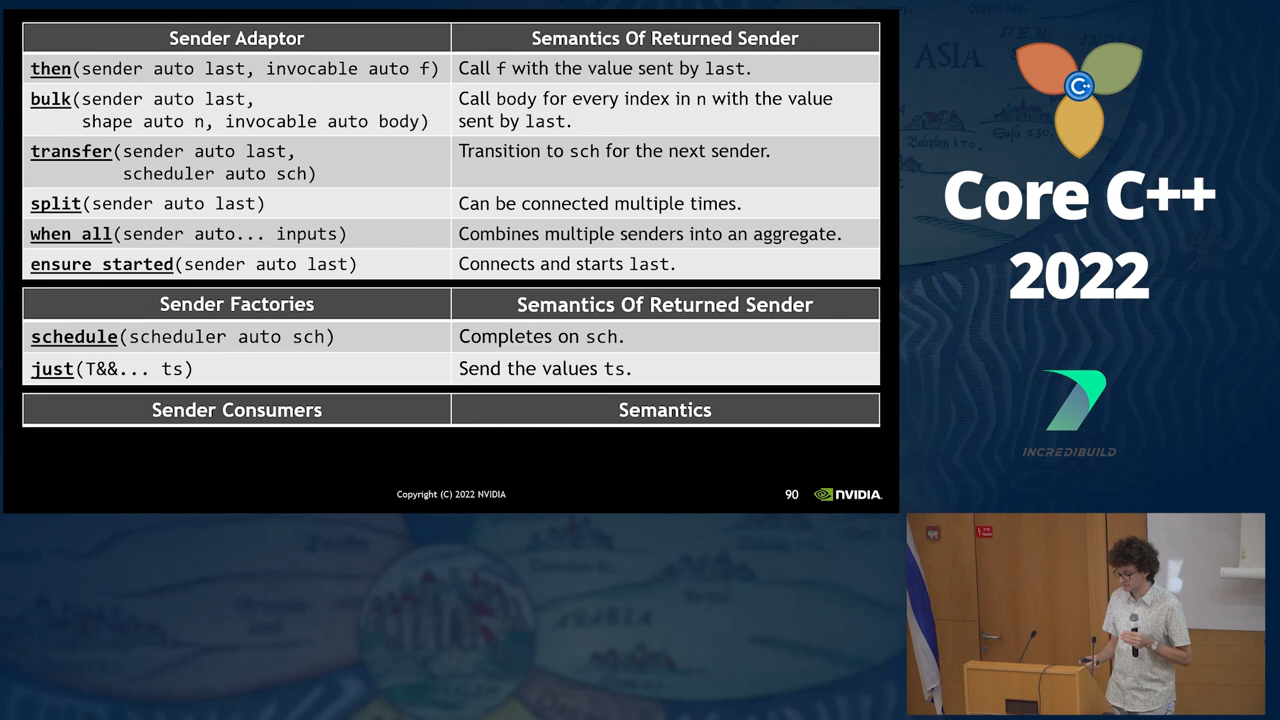 Sender Adaptor
Semantics Of Returned Sender
then(sender auto last, invocable auto f)
Call f with the value sent by last.
bulk(sender auto last,
shape auto n, invocable auto body)
Call body for every index in n with the value
sent by last.
transfer(sender auto last,
scheduler auto sch)
Transition to sch for the next sender.
split(sender auto last)
Can be connected multiple times.
when_all(sender auto... inputs)
Combines multiple senders into an aggregate.
ensure_started(sender auto last)
Connects and starts last.
Sender Factories
Semantics Of Returned Sender
schedule(scheduler auto sch)
Completes on sch.
just(T&&... ts)
Send the values ts.
Sender Consumers
Semantics
Copyright (C) 2022 NVIDIA
90
NVIDIA.
ASIA
C++
Core C++
2022
INCREDIBUILD
ARABIA